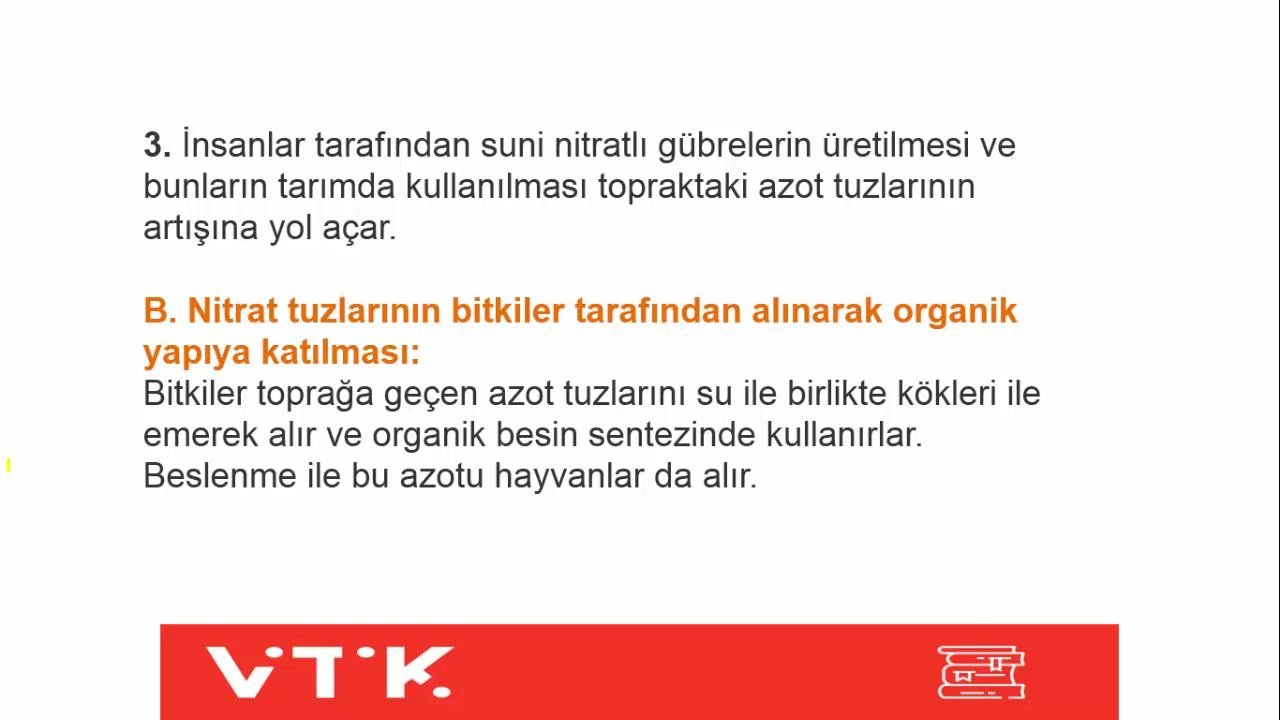 3. İnsanlar tarafından suni nitratlı gübrelerin üretilmesi ve
bunların tarımda kullanılması topraktaki azot tuzlarının
artışına yol açar.
B. Nitrat tuzlarının bitkiler tarafından alınarak organik
yapıya katılması:
Bitkiler toprağa geçen azot tuzlarını su ile birlikte kökleri ile
emerek alır ve organik besin sentezinde kullanırlar.
Beslenme ile bu azotu hayvanlar da alır.
ViTiK.